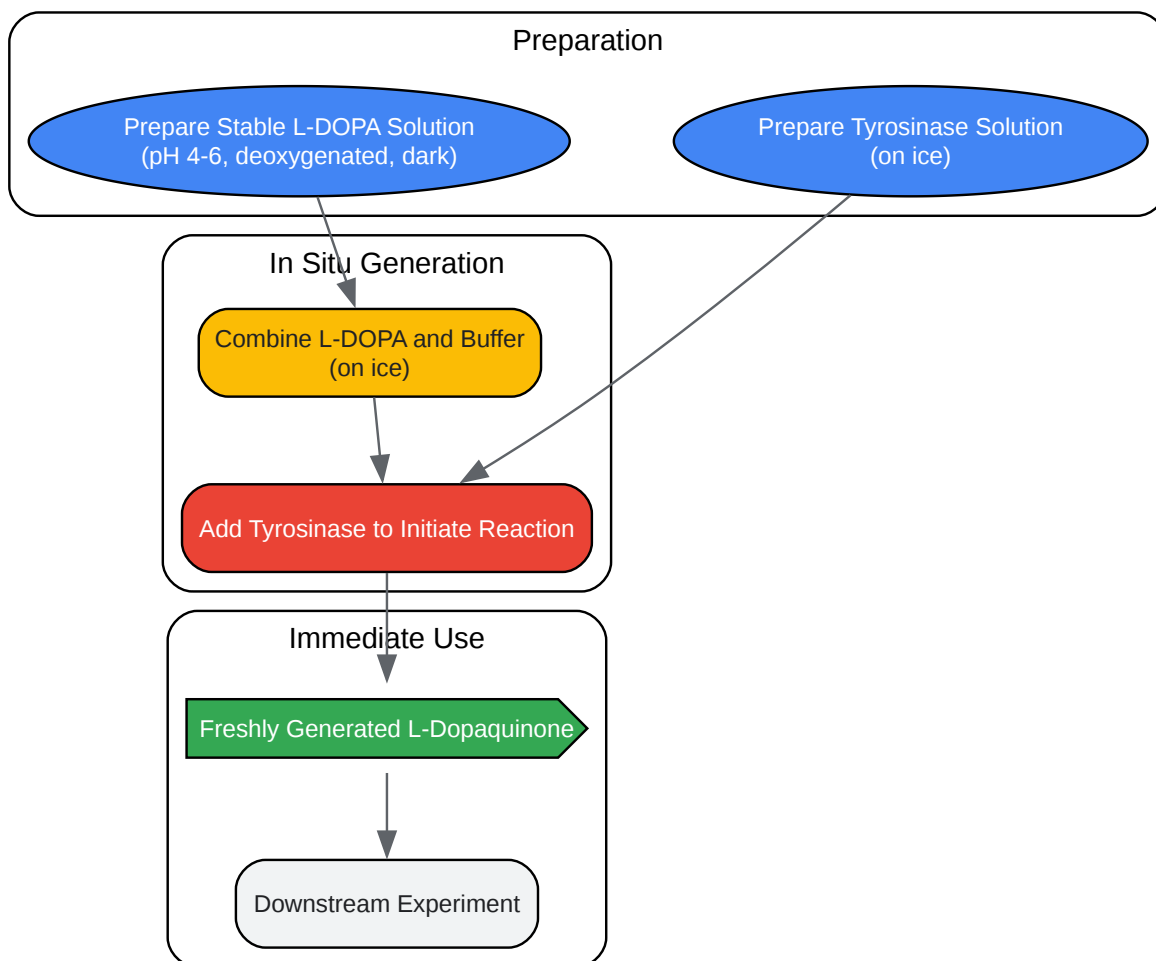 Preparation
Prepare Stable L-DOPA Solution
(pH 4-6, deoxygenated, dark)
Prepare Tyrosinase Solution
(on ice)
In Situ Generation
Combine L-DOPA and Buffer
(on ice)
Add Tyrosinase to Initiate Reaction
Immediate Use
Freshly Generated L-Dopaquinone
Downstream Experiment